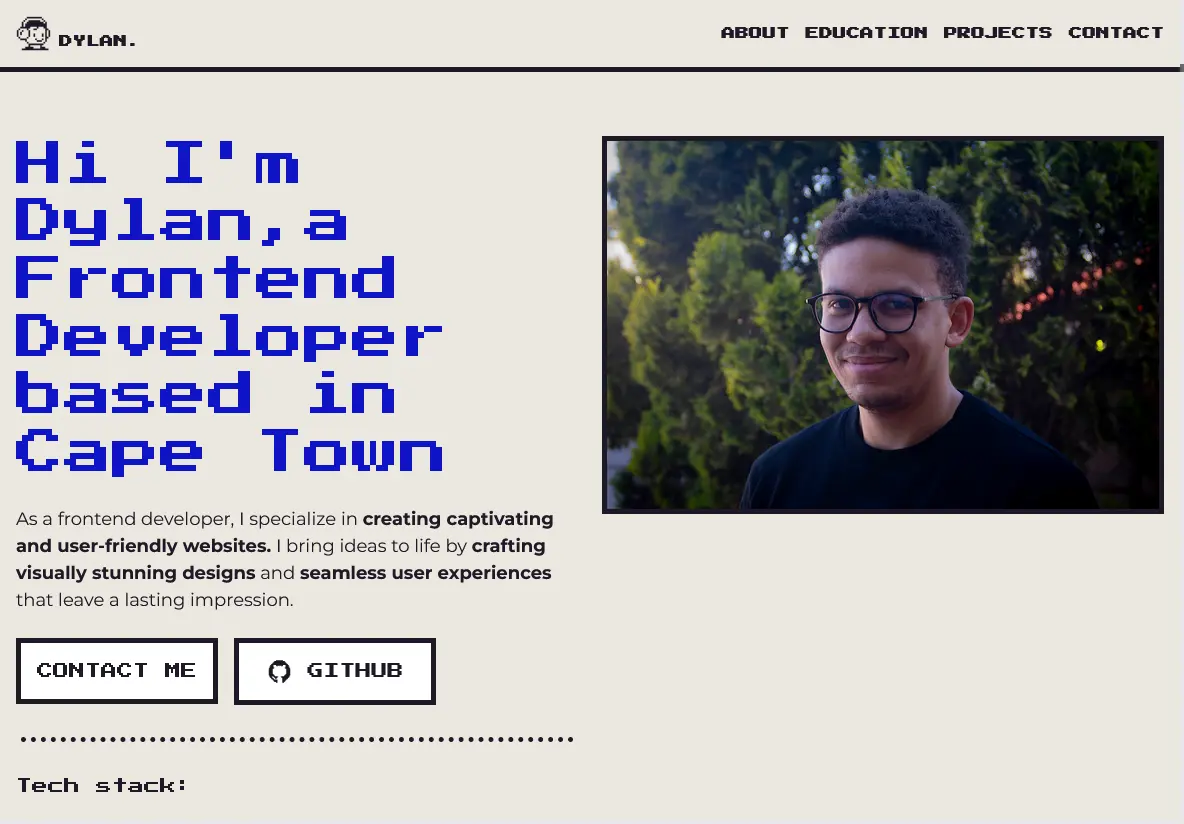 DYLAN.
ABOUT EDUCATION PROJECTS CONTACT
Hi I'm
Dylan,a
Frontend
Developer
based in
Cape Town
As a frontend developer, I specialize in creating captivating
and user-friendly websites. I bring ideas to life by crafting
visually stunning designs and seamless user experiences
that leave a lasting impression.
CONTACT ME
GITHUB
Tech stack: